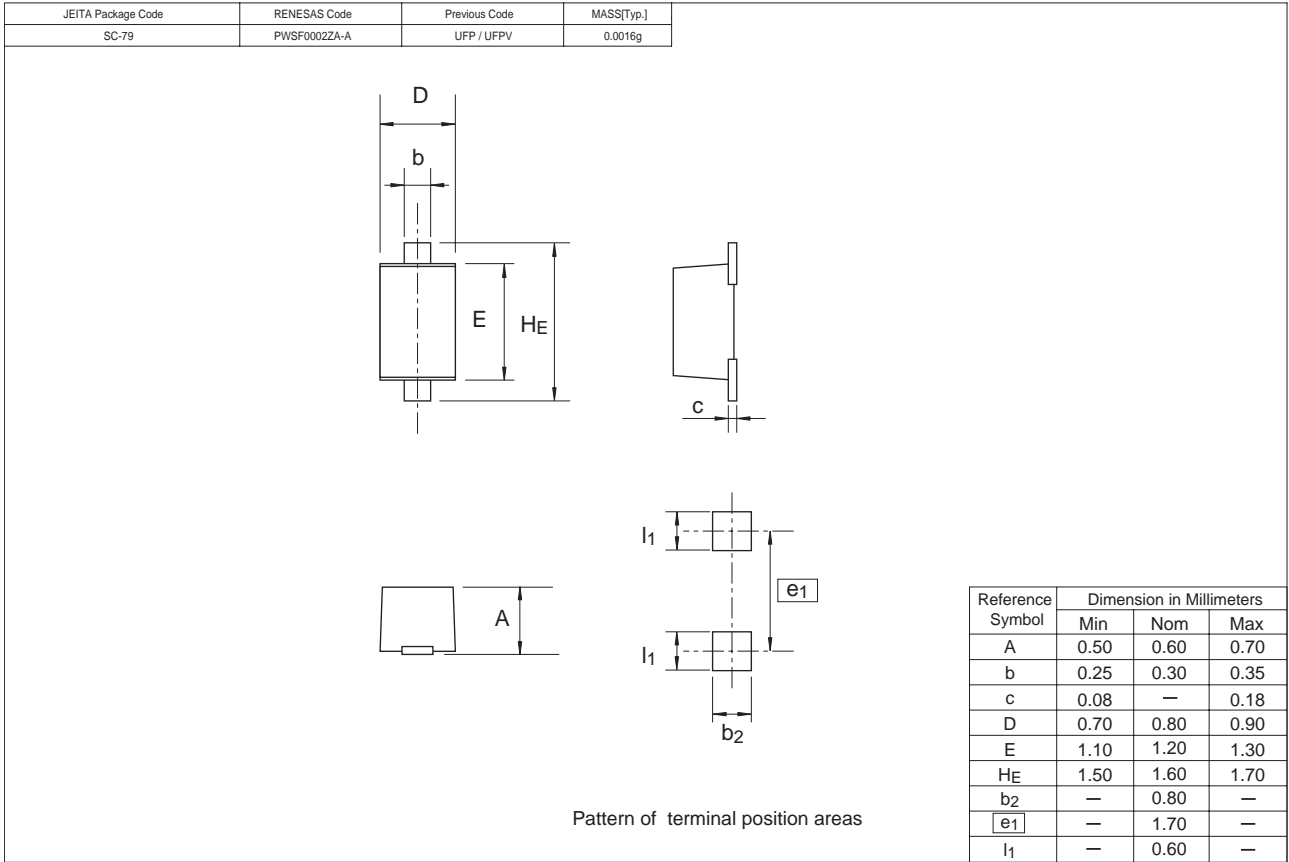 JEITA Package Code RENESAS Code Previous Code MASS[Typ.]
SC-79 PWSF0002ZA-A UFP / UFPV 0.0016g
D
b
E HE
c
l1
e1
A
l1
b2
Pattern of terminal position areas
Reference Symbol Dimension in Millimeters
Min Nom Max
A 0.50 0.60 0.70
b 0.25 0.30 0.35
c 0.08 — 0.18
D 0.70 0.80 0.90
E 1.10 1.20 1.30
HE 1.50 1.60 1.70
b2 — 0.80 —
e1 — 1.70 —
l1 — 0.60 —